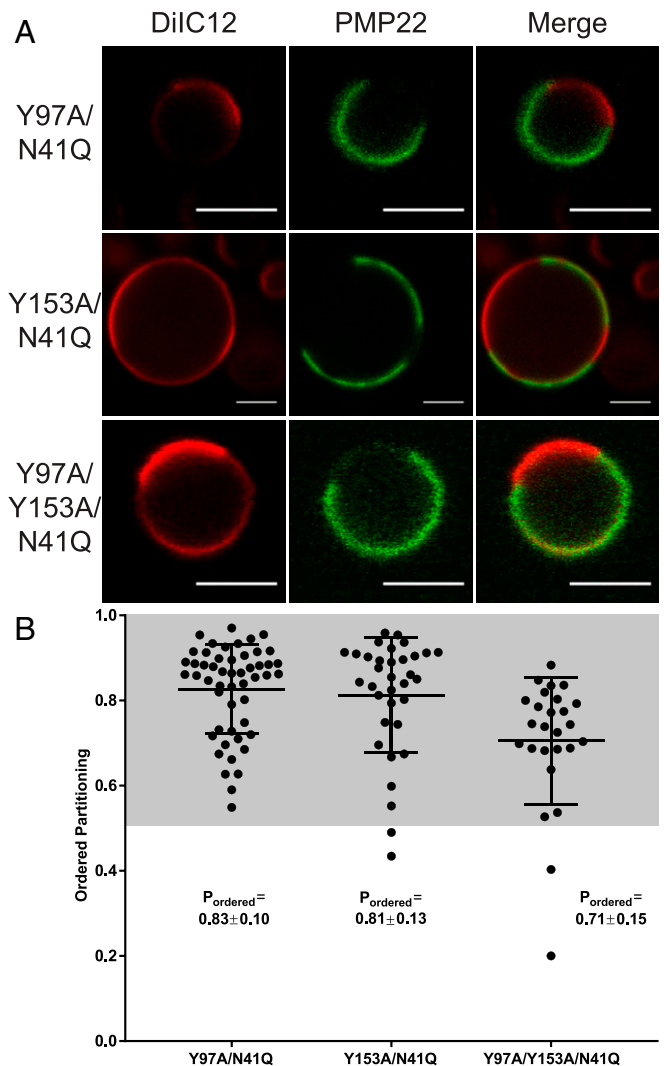 A
DiIC12 PMP22 Merge
Y97A/
N41Q
Y153A/
N41Q
Y97A/
Y153A/
N41Q
B
1.0
0.8
0.6
0.4
0.2
0.0
Ordered Partitioning
Pordered= Pordered= Pordered=
0.83±0.10 0.81±0.13 0.71±0.15
Y97A/N41Q Y153A/N41Q Y97A/Y153A/N41Q